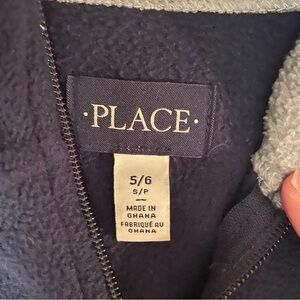 ·PLACE·
5/6
S/P
MADE IN
GHANA
FABRIQUÉ AU
GHANA